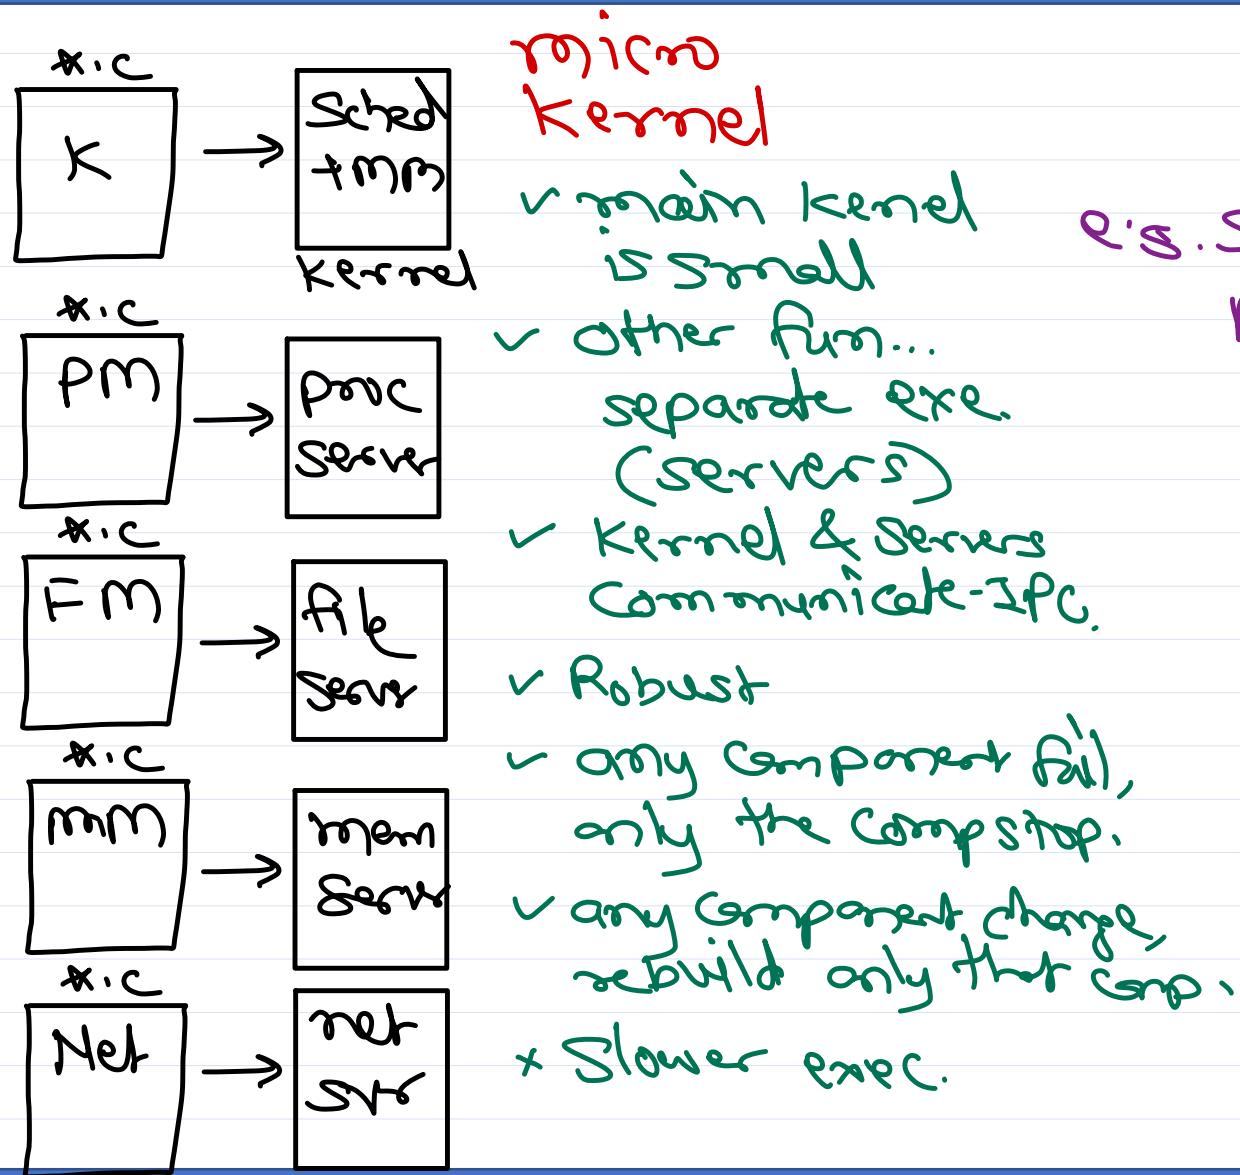 micro
kernel
*.c
K
Sched
+mm
kernel
*.c
PM
proc
server
*.c
FM
file
*.c
mm
mem
*.c
Net
net
svr
✓ main kernel
is small
✓ other fun...
separate exe.
(servers)
✓ Kernel & Servers
Communicate-IPC.
✓ Robust
✓ any component fail,
only the comp stop.
✓ any component change,
rebuild only that comp.
x Slower exec.
e.g.